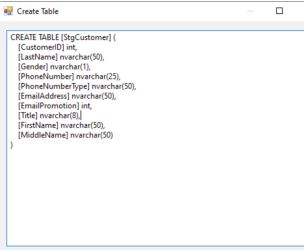 Create Table
CREATE TABLE [StgCustomer] (
[CustomerID] int,
[LastName] nvarchar(50),
[Gender] nvarchar(1),
[PhoneNumber] nvarchar(25),
[PhoneNumberType] nvarchar(50),
[EmailAddress] nvarchar(50),
[EmailPromotion] int,
[Title] nvarchar(8),
[FirstName] nvarchar(50),
[MiddleName] nvarchar(50)
)